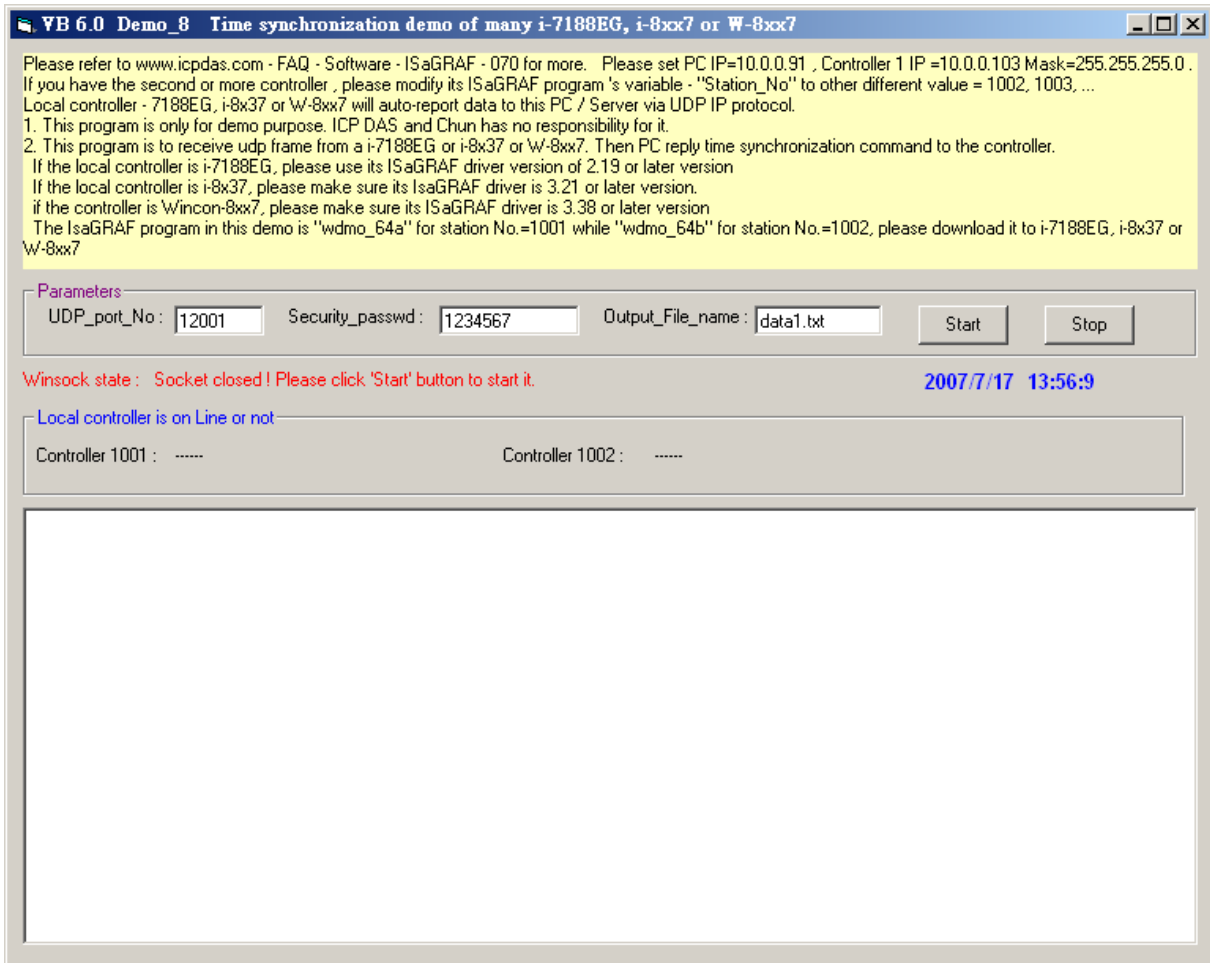 VB 6.0 Demo_8 Time synchronization demo of many i-7188EG, i-8xx7 or W-8xx7
Please refer to www.icpdas.com - FAQ - Software - ISaGRAF - 070 for more. Please set PC IP=10.0.0.91 , Controller 1 IP =10.0.0.103 Mask=255.255.255.0 .
If you have the second or more controller , please modify its ISaGRAF program 's variable - "Station_No" to other different value = 1002, 1003, ...
Local controller - 7188EG, i-8x37 or W-8xx7 will auto-report data to this PC / Server via UDP IP protocol.
1. This program is only for demo purpose. ICP DAS and Chun has no responsibility for it.
2. This program is to receive udp frame from a i-7188EG or i-8x37 or W-8xx7. Then PC reply time synchronization command to the controller.
If the local controller is i-7188EG, please use its ISaGRAF driver version of 2.19 or later version
If the local controller is i-8x37, please make sure its IsaGRAF driver is 3.21 or later version.
if the controller is Wincon-8xx7, please make sure its ISaGRAF driver is 3.38 or later version
The IsaGRAF program in this demo is "wdmo_64a" for station No.=1001 while "wdmo_64b" for station No.=1002, please download it to i-7188EG, i-8x37 or
W-8xx7
Parameters
UDP_port_No : 12001 Security_passwd : 1234567 Output_File_name : data1.txt Start Stop
Winsock state : Socket closed ! Please click 'Start' button to start it. 2007/7/17 13:56:9
Local controller is on Line or not
Controller 1001 : ------ Controller 1002 : ------